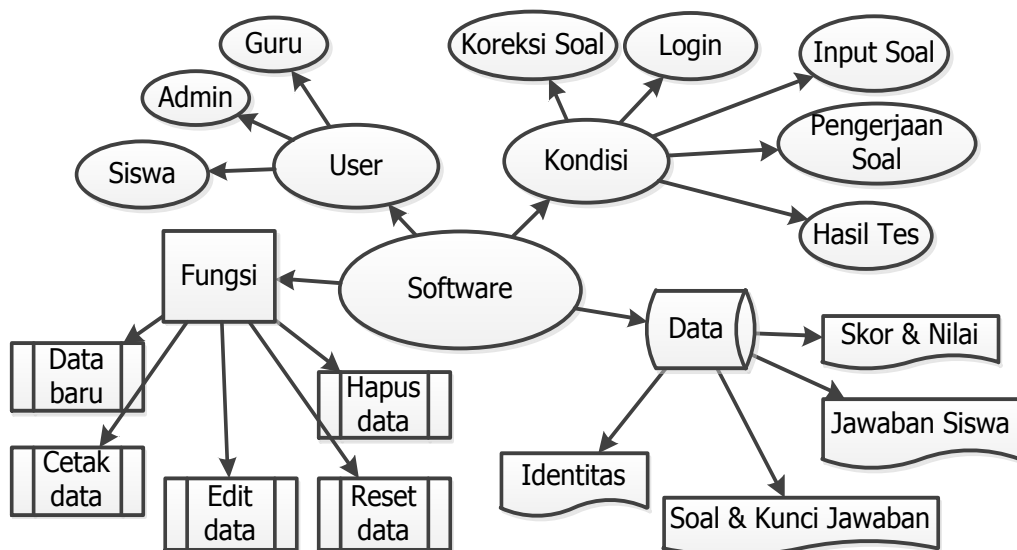 Guru
Koreksi Soal
Login
Input Soal
Admin
User
Kondisi
Pengerjaan
Soal
Siswa
Hasil Tes
Fungsi
Software
Data
Skor & Nilai
Data
baru
Hapus
data
Jawaban Siswa
Cetak
data
Edit
data
Reset
data
Identitas
Soal & Kunci Jawaban